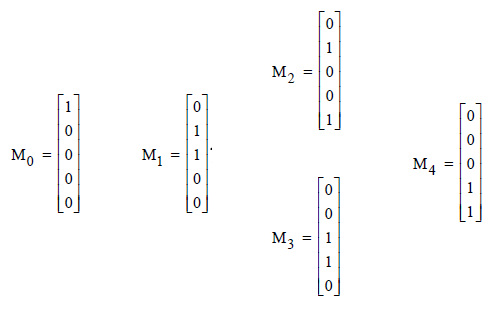 M0 = [1 0 0 0 0]
M1 = [0 1 1 0 0].
M2 = [0 1 0 0 1]
M3 = [0 0 1 1 0]
M4 = [0 0 0 1 1]